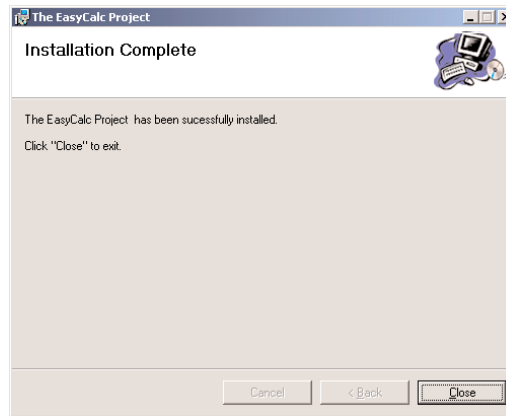 The EasyCalc Project
Installation Complete
The EasyCalc Project has been sucessfully installed.
Click "Close" to exit.
Cancel < Back Close